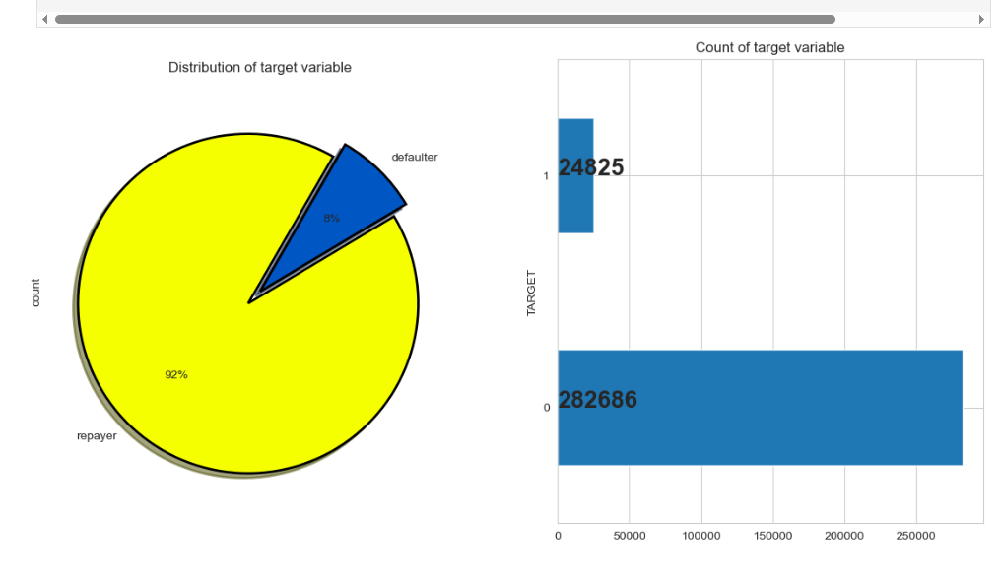 Distribution of target variable
defaulter
8%
count
92%
repayer
Count of target variable
1
24825
TARGET
0
282686
0 50000 100000 150000 200000 250000